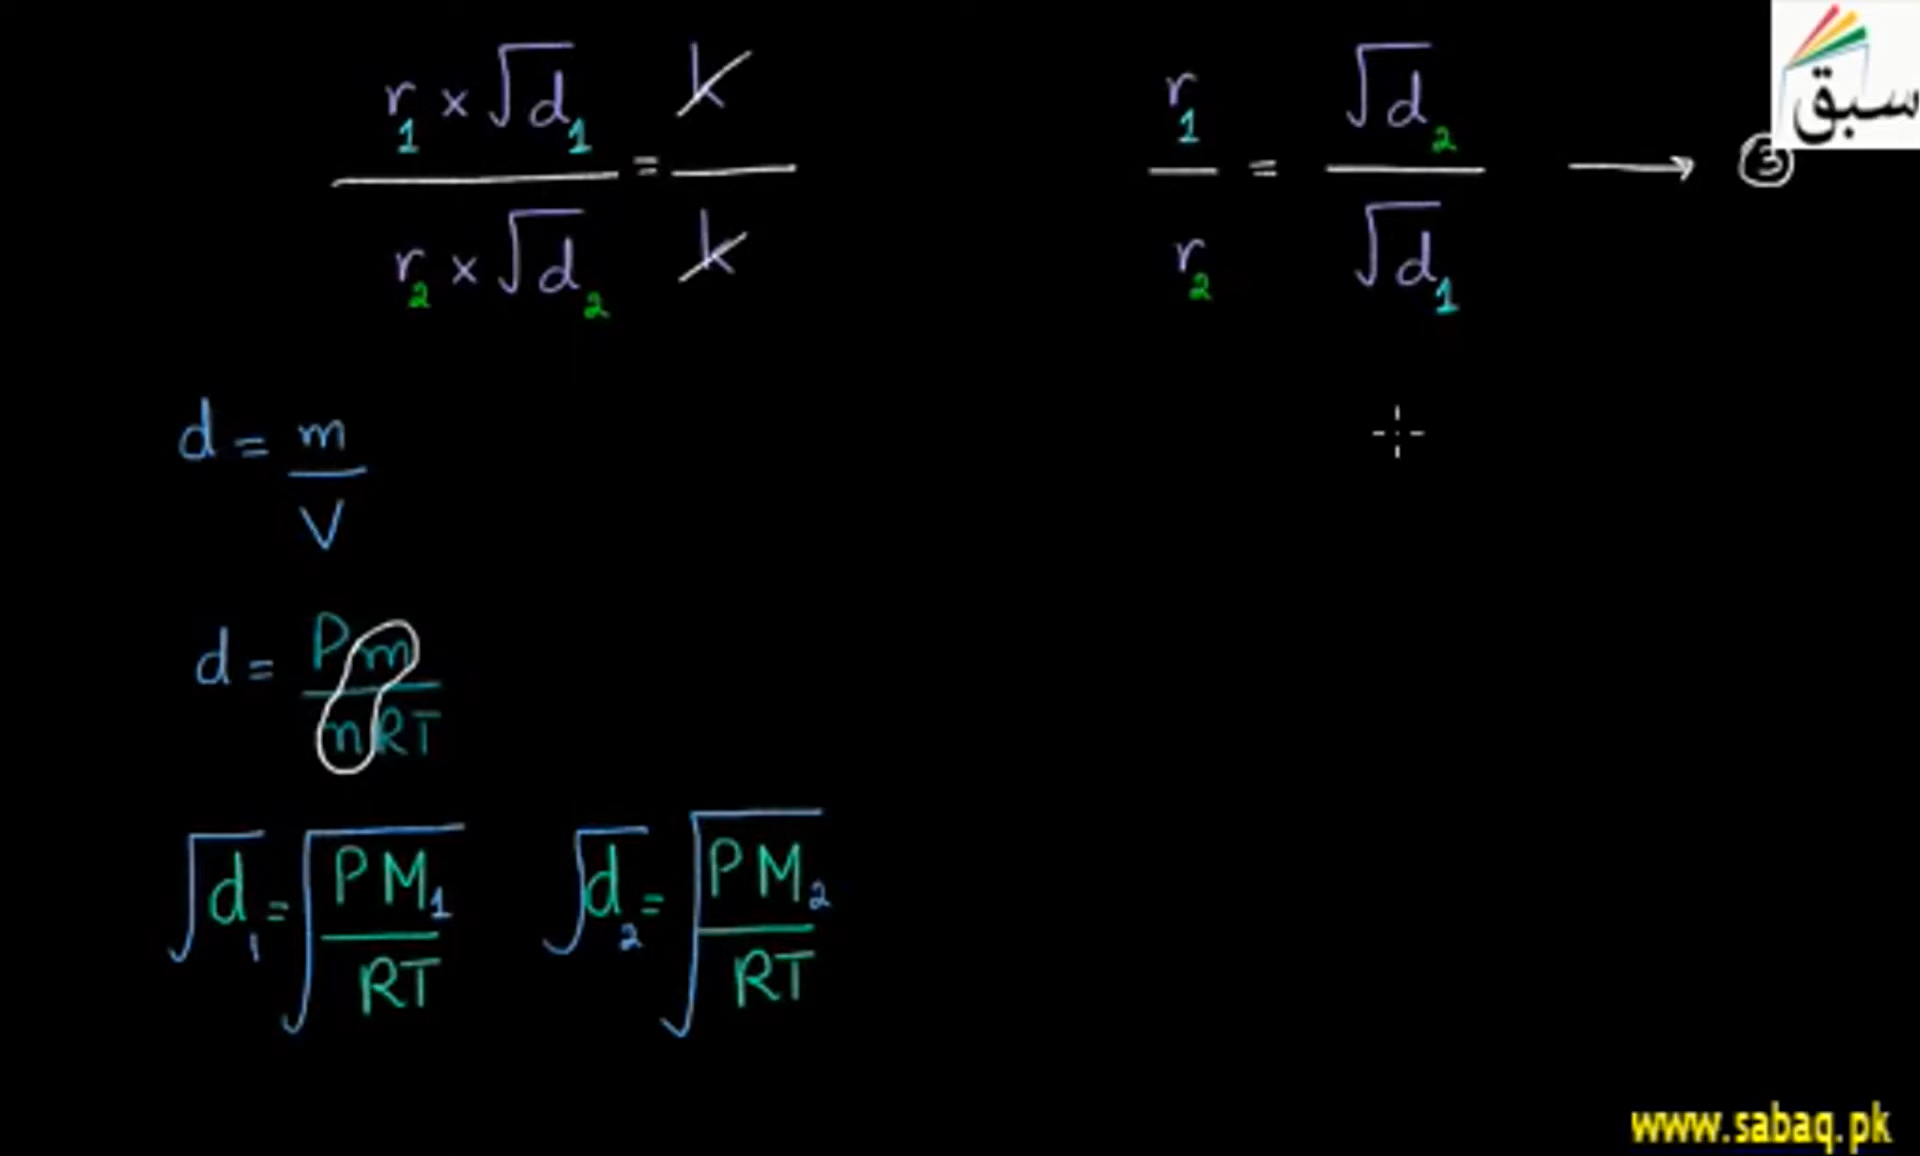 r₁ × √d₁ / r₂ × √d₂ = k / k
r₁ / r₂ = √d₂ / √d₁ → ③
سبق
d = m / V
d = Pm / nRT
√d₁ = √(PM₁ / RT)
√d₂ = √(PM₂ / RT)
www.sabaq.pk